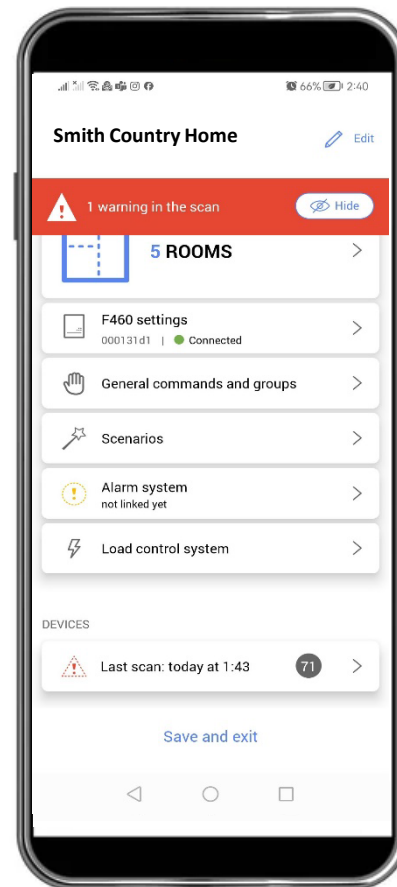 66% 2:40
Smith Country Home
Edit
1 warning in the scan
Hide
5 ROOMS
F460 settings
000131d1 | Connected
General commands and groups
Scenarios
Alarm system
not linked yet
Load control system
DEVICES
Last scan: today at 1:43
71
Save and exit